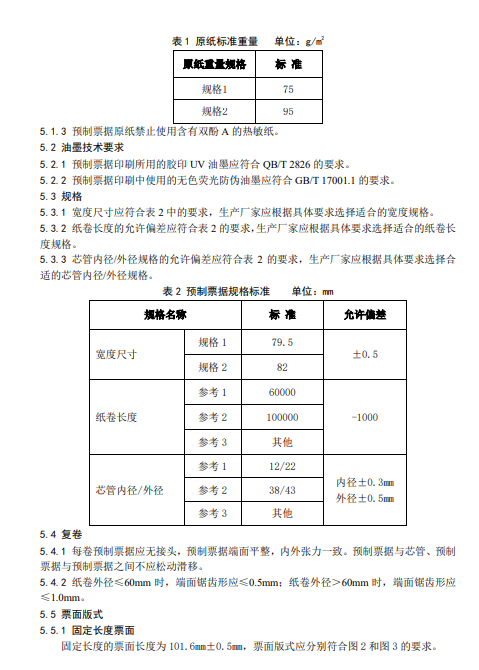 表1 原纸标准重量 单位：g/m²
原纸重量规格 标 准
规格1 75
规格2 95
5.1.3 预制票据原纸禁止使用含有双酚 A 的热敏纸。
5.2 油墨技术要求
5.2.1 预制票据印刷所用的胶印 UV 油墨应符合 QB/T 2826 的要求。
5.2.2 预制票据印刷中使用的无色荧光防伪油墨应符合 GB/T 17001.1 的要求。
5.3 规格
5.3.1 宽度尺寸应符合表 2 中的要求，生产厂家应根据具体要求选择适合的宽度规格。
5.3.2 纸卷长度的允许偏差应符合表 2 的要求，生产厂家应根据具体要求选择适合的纸卷长
度规格。
5.3.3 芯管内径/外径规格的允许偏差应符合表 2 的要求，生产厂家应根据具体要求选择合
适的芯管内径/外径规格。
表 2 预制票据规格标准 单位：mm
规格名称 标 准 允许偏差
宽度尺寸 规格 1 79.5 ±0.5
规格 2 82
纸卷长度 参考 1 60000 -1000
参考 2 100000
参考 3 其他
芯管内径/外径 参考 1 12/22 内径±0.3mm
参考 2 38/43 外径±0.5mm
参考 3 其他
5.4 复卷
5.4.1 每卷预制票据应无接头，预制票据端面平整，内外张力一致。预制票据与芯管、预制
票据与预制票据之间不应松动滑移。
5.4.2 纸卷外径≤60mm 时，端面锯齿形应≤0.5mm；纸卷外径＞60mm 时，端面锯齿形应
≤1.0mm。
5.5 票面版式
5.5.1 固定长度票面
固定长度的票面长度为 101.6mm±0.5mm，票面版式应分别符合图 2 和图 3 的要求。